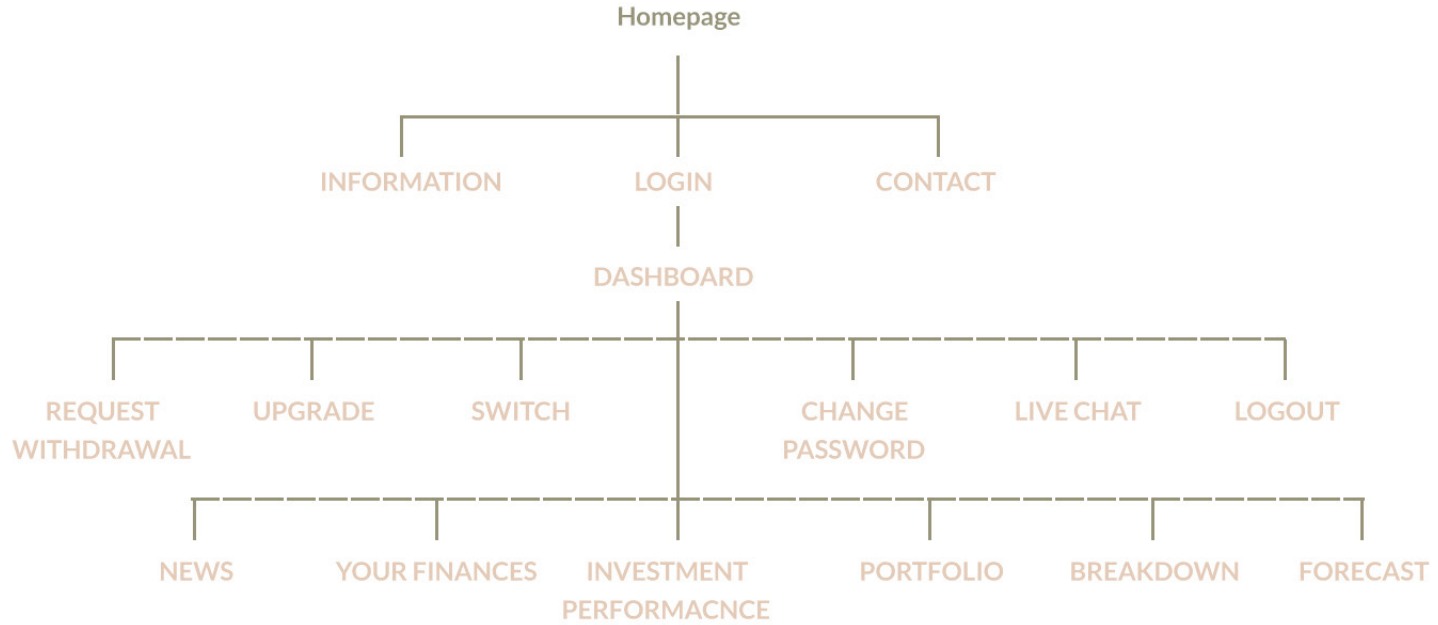 Homepage
INFORMATION
LOGIN
CONTACT
DASHBOARD
REQUEST
WITHDRAWAL
UPGRADE
SWITCH
CHANGE
PASSWORD
LIVE CHAT
LOGOUT
NEWS
YOUR FINANCES
INVESTMENT
PERFORMACNCE
PORTFOLIO
BREAKDOWN
FORECAST